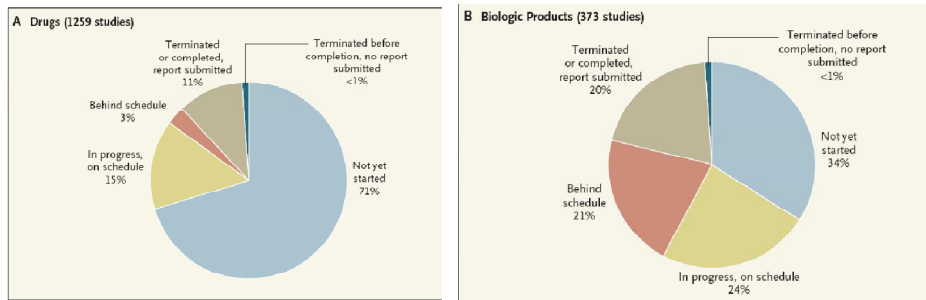 A Drugs (1259 studies)
Terminated
or completed,
report submitted
11%
Terminated before
completion, no report
submitted
<1%
Behind schedule
3%
In progress,
on schedule
15%
Not yet
started
71%
B Biologic Products (373 studies)
Terminated
or completed,
report submitted
20%
Terminated before
completion, no report
submitted
<1%
Not yet
started
34%
Behind
schedule
21%
In progress, on schedule
24%